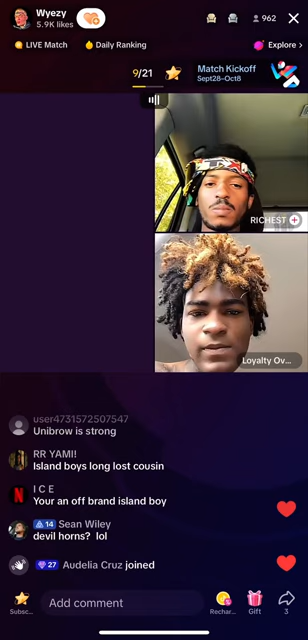 Wyezy
5.9K likes
962
LIVE Match
Daily Ranking
Explore >
9/21
Match Kickoff
Sept28-Oct8
RICHEST
Loyalty Ov...
user4731572507547
Unibrow is strong
RR YAMI!
Island boys long lost cousin
I C E
Your an off brand island boy
14 Sean Wiley
devil horns? lol
27 Audelia Cruz joined
Subsc...
Add comment
Rechar...
Gift
3